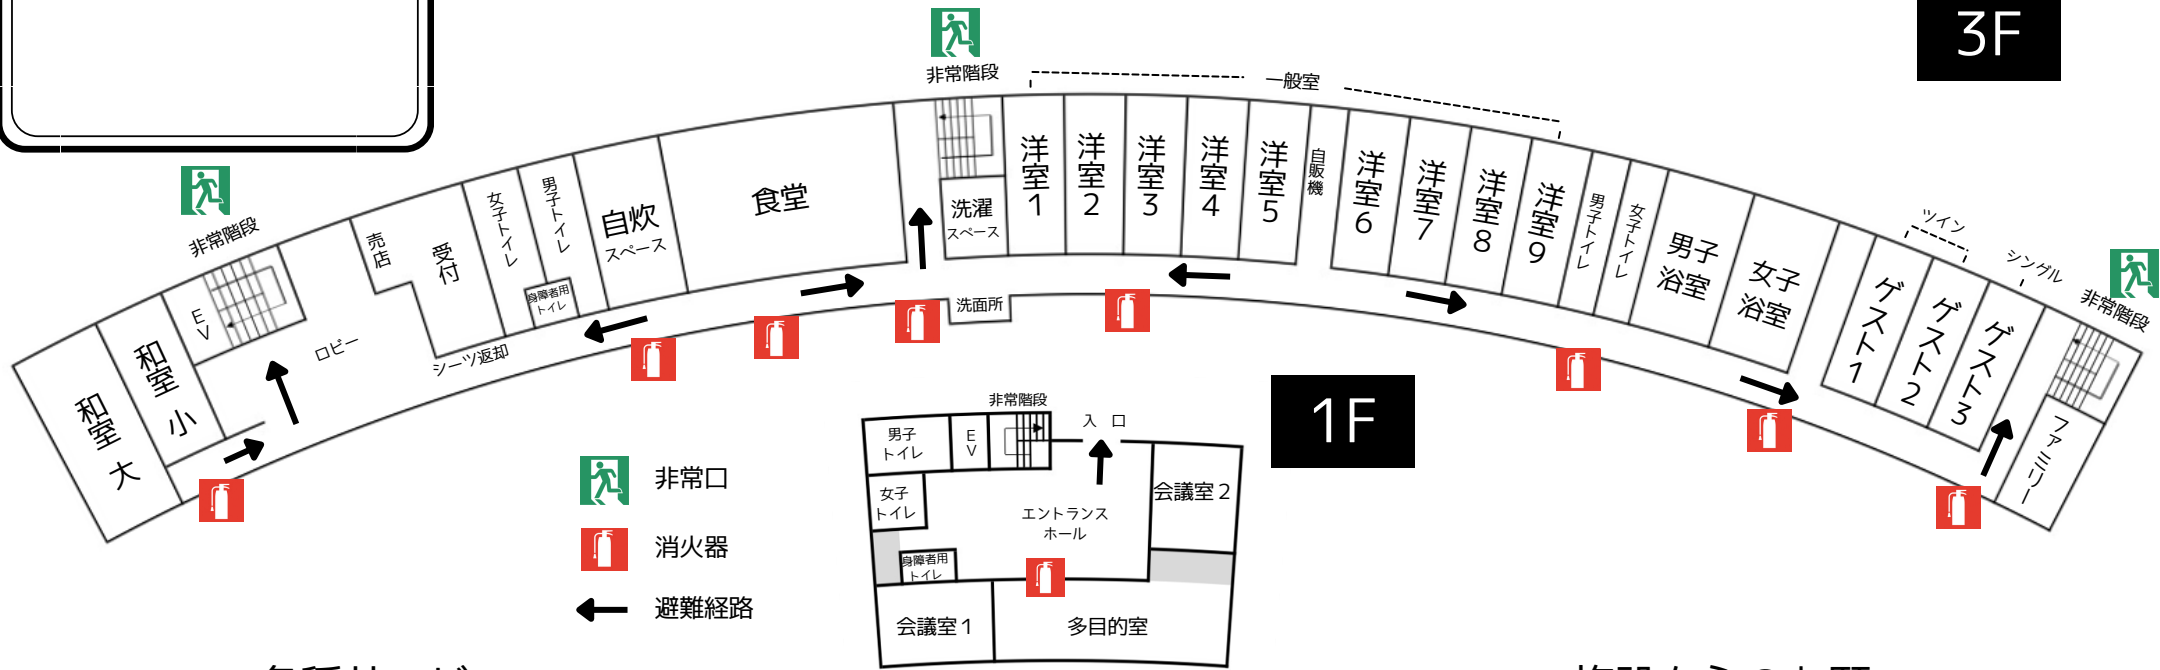 3F
非常階段
一般室
非常階段
ツイン
シングル
非常階段
和室 大
和室 小
EV
ロビー
売店
受付
女子トイレ
男子トイレ
身障者用
トイレ
シーツ返却
自炊
スペース
食堂
洗濯
スペース
洗面所
洋室1
洋室2
洋室3
洋室4
洋室5
自販機
洋室6
洋室7
洋室8
洋室9
男子トイレ
女子トイレ
男子
浴室
女子
浴室
ゲスト1
ゲスト2
ゲスト3
ファミリー
1F
非常階段
入 口
男子
トイレ
EV
女子
トイレ
エントランス
ホール
会議室2
身障者用
トイレ
会議室1
多目的室
非常口
消火器
避難経路